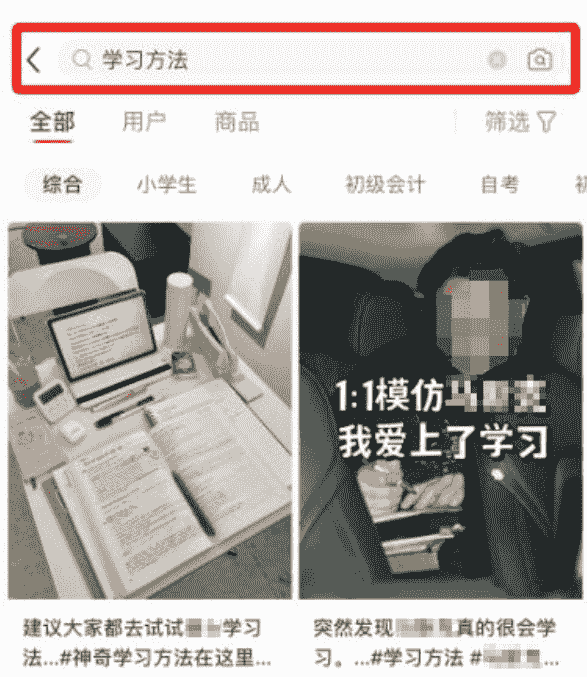 学习方法
全部 用户 商品 筛选
综合 小学生 成人 初级会计 自考
1:1模仿
我爱上了学习
建议大家都去试试 学习
法...#神奇学习方法在这里...
突然发现 真的很会学
习。...#学习方法 # ...